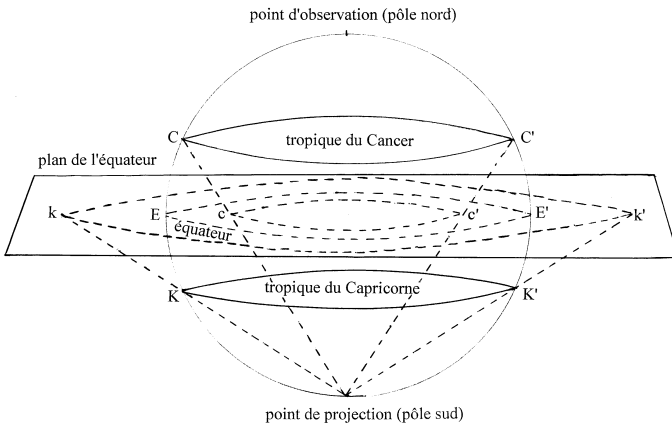 point d'observation (pôle nord)
C
C'
tropique du Cancer
plan de l'équateur
k
E
c
c'
E'
k'
équateur
tropique du Capricorne
K
K'
point de projection (pôle sud)